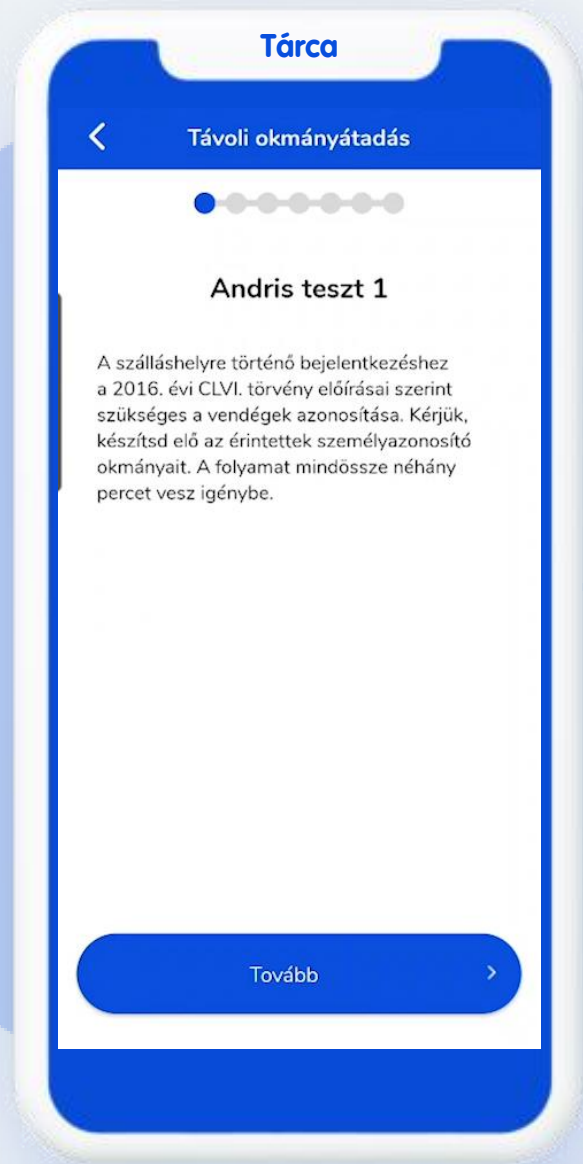 Tárca
Távoli okmányátadás
Andris teszt 1
A szálláshelyre történő bejelentkezéshez
a 2016. évi CLVI. törvény előírásai szerint
szükséges a vendégek azonosítása. Kérjük,
készítsd elő az érintettek személyazonosító
okmányait. A folyamat mindössze néhány
percet vesz igénybe.
Tovább